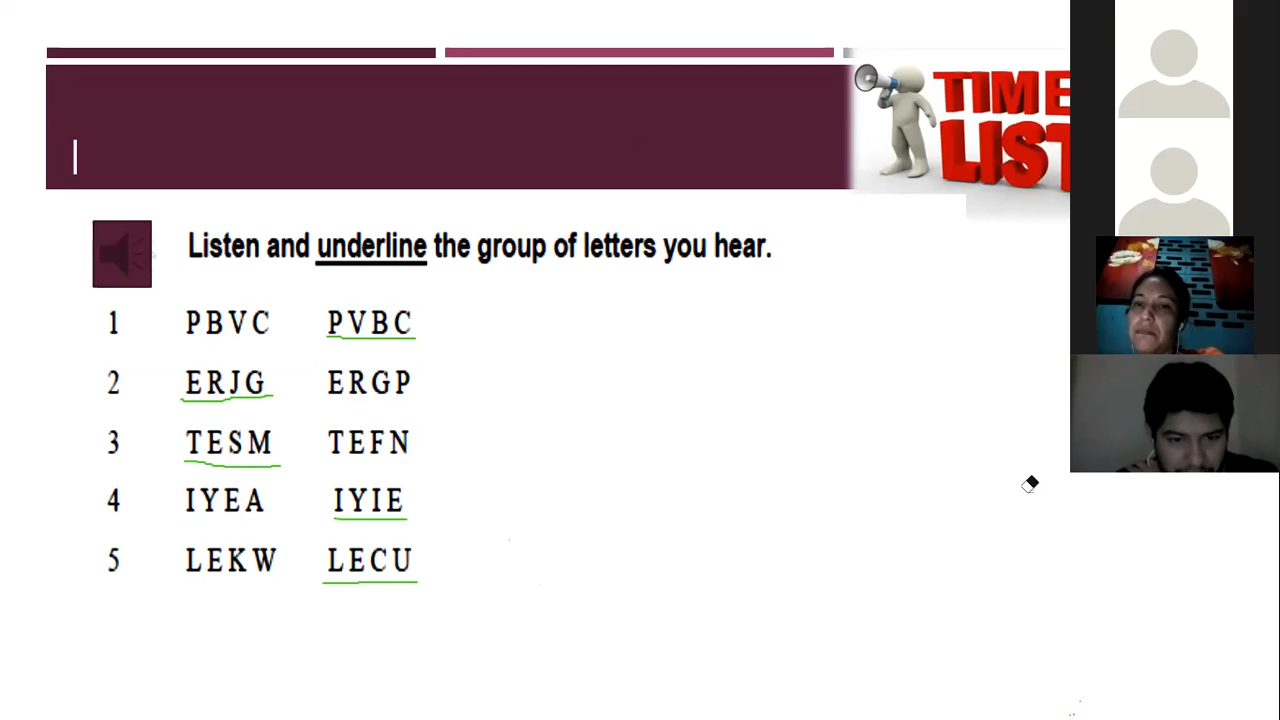 TIME
LIST
Listen and underline the group of letters you hear.
1 PBVC PVBC
2 ERJG ERGP
3 TESM TEFN
4 IYEA IYIE
5 LEKW LECU